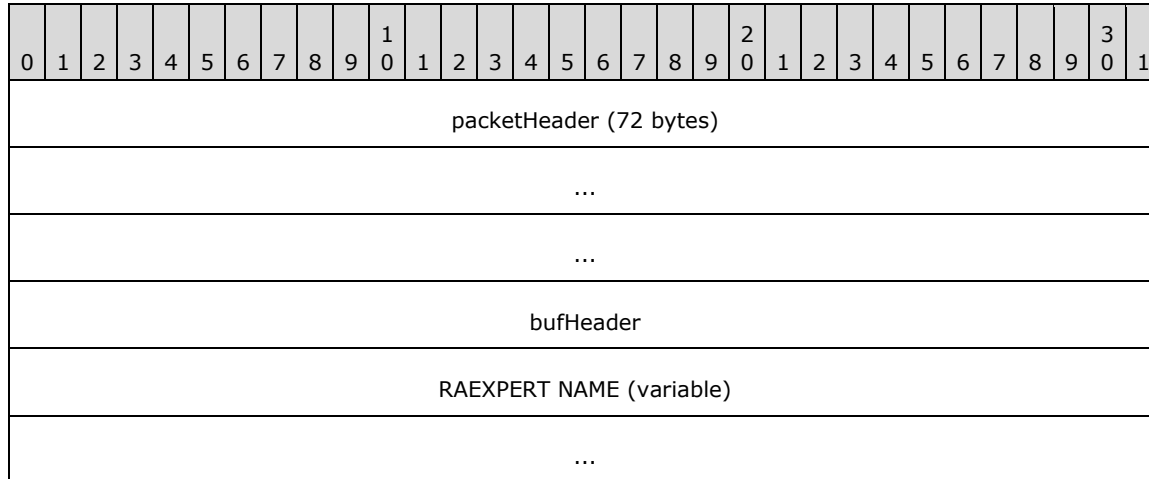 1 2 3
0 1 2 3 4 5 6 7 8 9 0 1 2 3 4 5 6 7 8 9 0 1 2 3 4 5 6 7 8 9 0 1
packetHeader (72 bytes)
...
...
bufHeader
RAEXPERT NAME (variable)
...